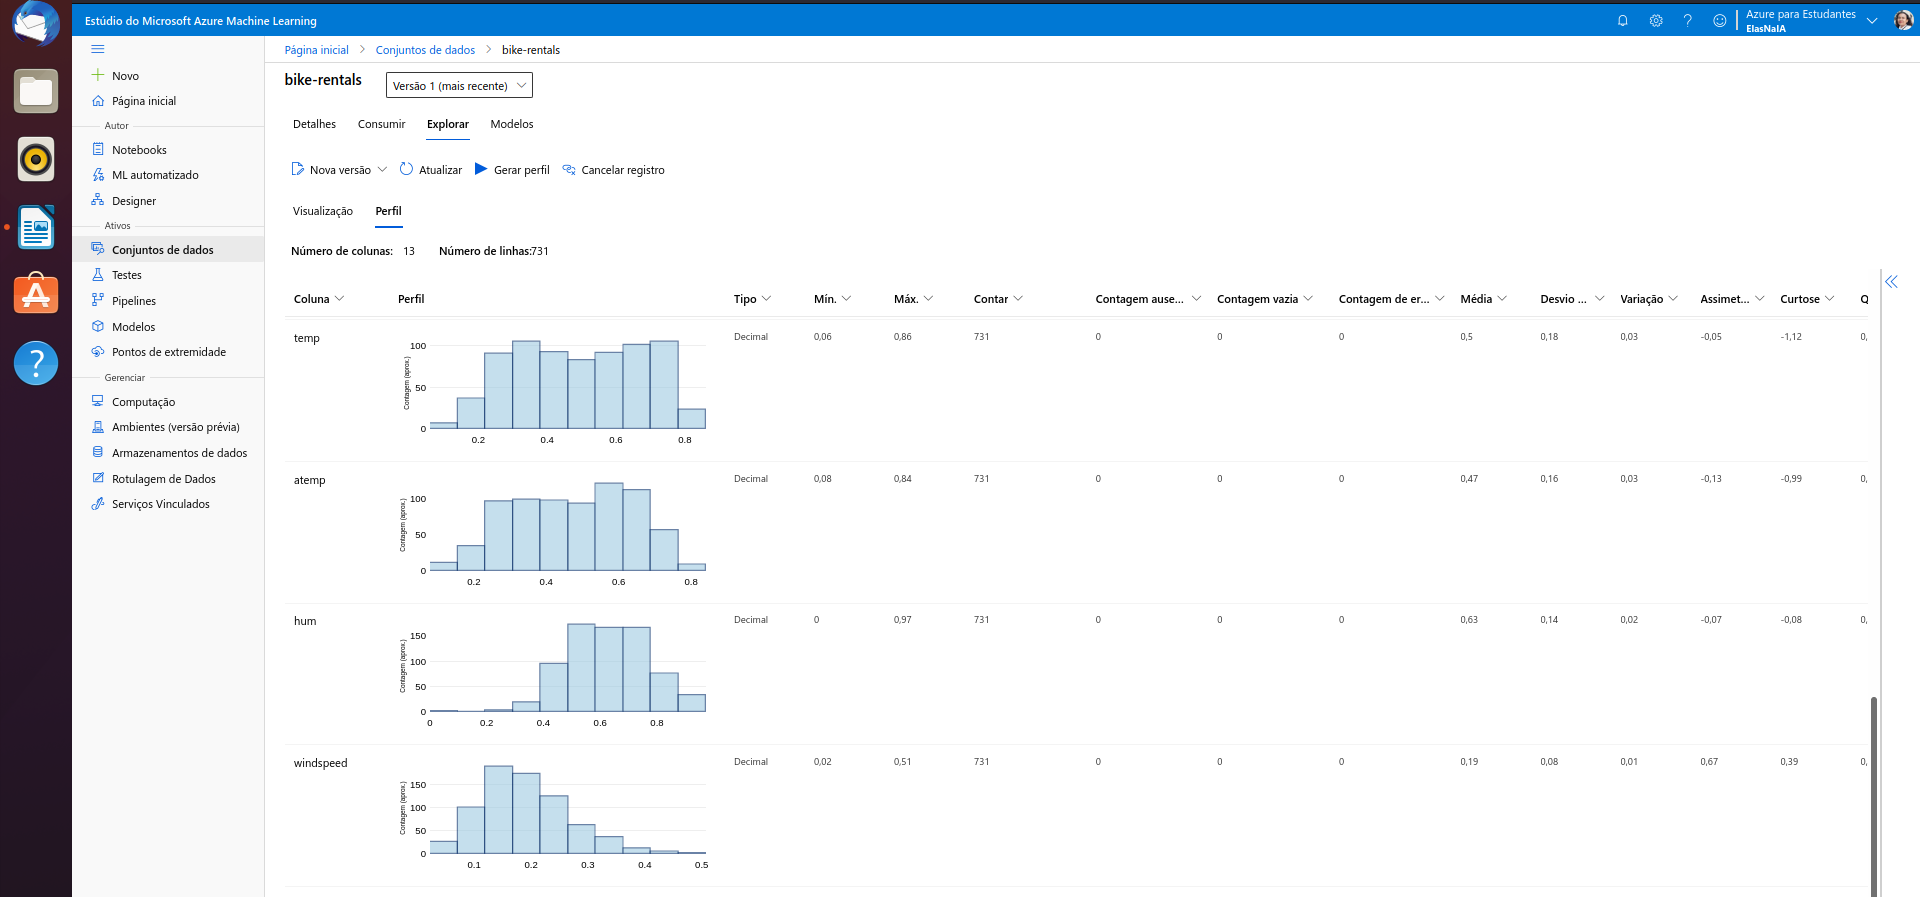 Estúdio do Microsoft Azure Machine Learning
Azure para Estudantes
ElasNaIA
Novo
Página inicial
Autor
Notebooks
ML automatizado
Designer
Ativos
Conjuntos de dados
Testes
Pipelines
Modelos
Pontos de extremidade
Gerenciar
Computação
Ambientes (versão prévia)
Armazenamentos de dados
Rotulagem de Dados
Serviços Vinculados
Página inicial > Conjuntos de dados > bike-rentals
bike-rentals
Versão 1 (mais recente)
Detalhes Consumir Explorar Modelos
Nova versão Atualizar Gerar perfil Cancelar registro
Visualização Perfil
Número de colunas: 13 Número de linhas:731
Coluna Perfil Tipo Mín. Máx. Contar Contagem ause... Contagem vazia Contagem de er... Média Desvio ... Variação Assimet... Curtose Q
temp Decimal 0,06 0,86 731 0 0 0 0,5 0,18 0,03 -0,05 -1,12 0,
Contagem (aprox.)
100
50
0
0.2 0.4 0.6 0.8
atemp Decimal 0,08 0,84 731 0 0 0 0,47 0,16 0,03 -0,13 -0,99 0,
Contagem (aprox.)
100
50
0
0.2 0.4 0.6 0.8
hum Decimal 0 0,97 731 0 0 0 0,63 0,14 0,02 -0,07 -0,08 0,
Contagem (aprox.)
150
100
50
0
0 0.2 0.4 0.6 0.8
windspeed Decimal 0,02 0,51 731 0 0 0 0,19 0,08 0,01 0,67 0,39 0,
Contagem (aprox.)
150
100
50
0
0.1 0.2 0.3 0.4 0.5